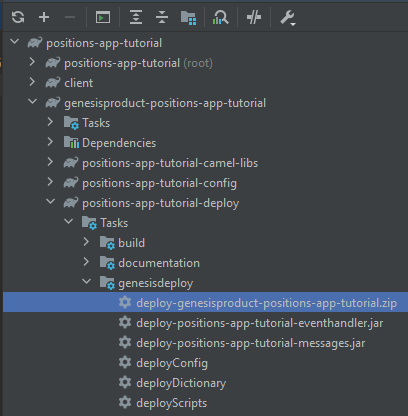 positions-app-tutorial
positions-app-tutorial (root)
client
genesisproduct-positions-app-tutorial
Tasks
Dependencies
positions-app-tutorial-camel-libs
positions-app-tutorial-config
positions-app-tutorial-deploy
Tasks
build
documentation
genesisdeploy
deploy-genesisproduct-positions-app-tutorial.zip
deploy-positions-app-tutorial-eventhandler.jar
deploy-positions-app-tutorial-messages.jar
deployConfig
deployDictionary
deployScripts